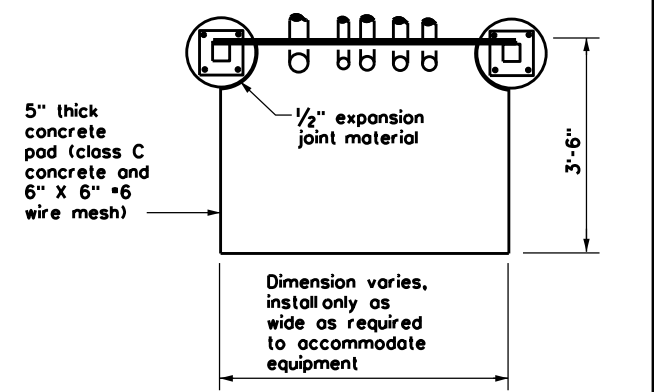 5" thick
concrete
pad (class C
concrete and
6" X 6" #6
wire mesh)
1/2" expansion
joint material
3'-6"
Dimension varies,
install only as
wide as required
to accommodate
equipment